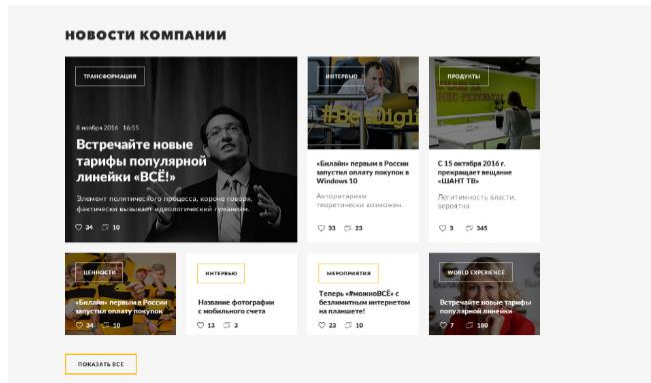 НОВОСТИ КОМПАНИИ
ТРАНСФОРМАЦИЯ
8 ноября 2016 16:55
Встречайте новые
тарифы популярной
линейки «ВСЁ!»
Элемент политического процесса, короче говоря,
фактически вызывает идеологический гуманизм.
34 10
ИНТЕРВЬЮ
#Be Digi
«Билайн» первым в России
запустил оплату покупок в
Windows 10
Авторитаризм
теоретически возможен.
33 23
ПРОДУКТЫ
С 15 октября 2016 г.
прекращает вещание
«ШАНТ ТВ»
Легитимность власти,
вероятна.
3 345
ЦЕННОСТИ
«Билайн» первым в России
запустил оплату покупок
34 10
ИНТЕРВЬЮ
Название фотографии
с мобильного счета
13 3
МЕРОПРИЯТИЯ
Теперь «#можноВСЁ» с
безлимитным интернетом
на планшете!
23 10
WORLD EXPERIENCE
Встречайте новые тарифы
популярной линейки
7 180
ПОКАЗАТЬ ВСЕ